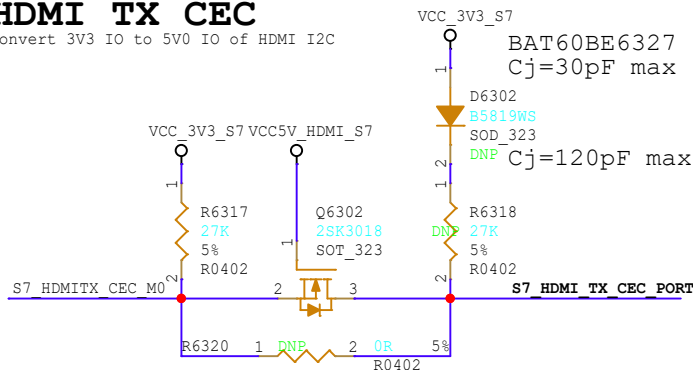 HDMI TX CEC
onvert 3V3 IO to 5V0 IO of HDMI I2C
VCC_3V3_S7
BAT60BE6327
Cj=30pF max
1
D6302
B5819WS
SOD_323
DNP
Cj=120pF max
2
VCC_3V3_S7
VCC5V_HDMI_S7
1
R6317
27K
5%
R0402
2
Q6302
2SK3018
SOT_323
1
1
R6318
DNP
27K
5%
R0402
2
S7_HDMITX_CEC_M0
2
3
S7_HDMI_TX_CEC_PORT
R6320
1
DNP
2
0R
5%
R0402